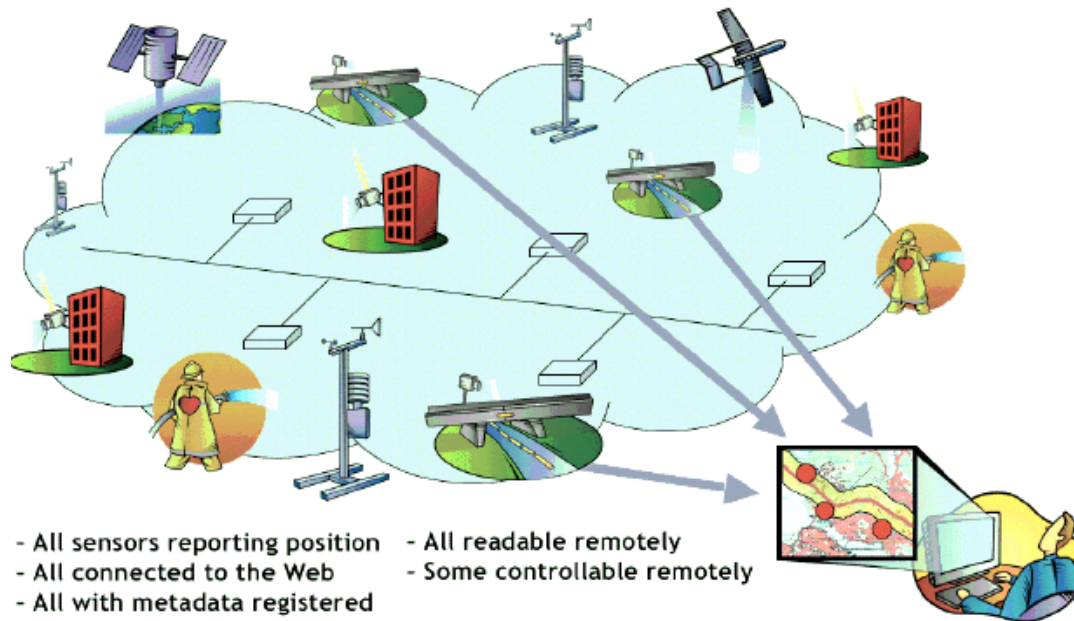 - All sensors reporting position
- All connected to the Web
- All with metadata registered
- All readable remotely
- Some controllable remotely